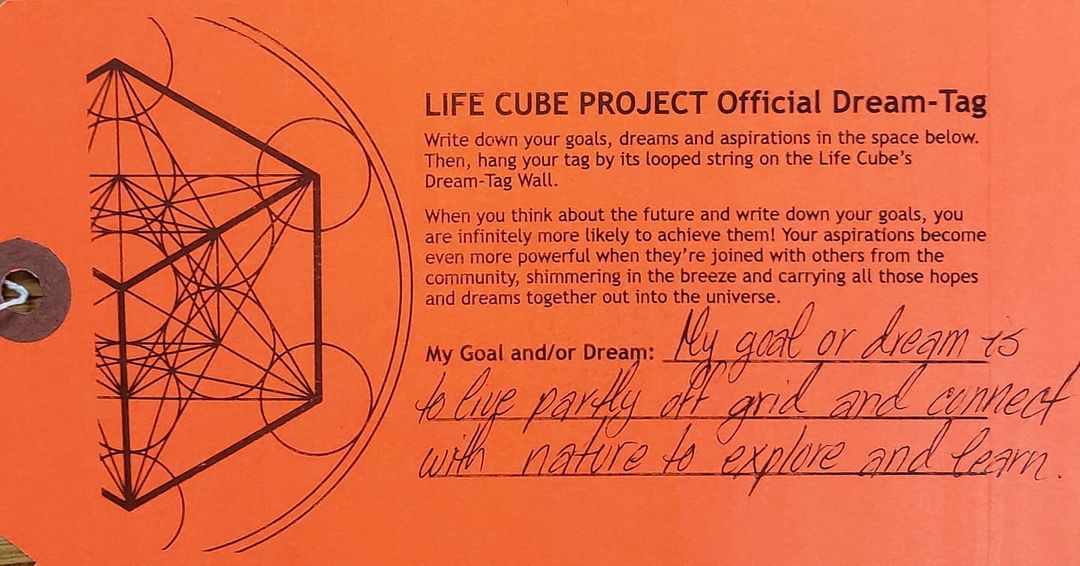 LIFE CUBE PROJECT Official Dream-Tag
Write down your goals, dreams and aspirations in the space below.
Then, hang your tag by its looped string on the Life Cube's
Dream-Tag Wall.
When you think about the future and write down your goals, you
are infinitely more likely to achieve them! Your aspirations become
even more powerful when they're joined with others from the
community, shimmering in the breeze and carrying all those hopes
and dreams together out into the universe.
My Goal and/or Dream: My goal or dream is
to live partly off grid and connect
with nature to explore and learn.